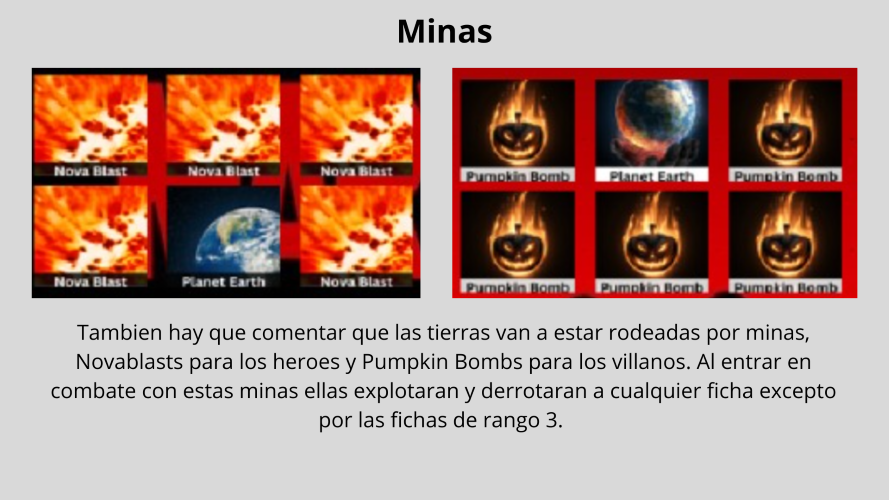 Minas
Nova Blast Nova Blast Nova Blast
Nova Blast Planet Earth Nova Blast
Pumpkin Bomb Planet Earth Pumpkin Bomb
Pumpkin Bomb Pumpkin Bomb Pumpkin Bomb
Tambien hay que comentar que las tierras van a estar rodeadas por minas,
Novablasts para los heroes y Pumpkin Bombs para los villanos. Al entrar en
combate con estas minas ellas explotaran y derrotaran a cualquier ficha excepto
por las fichas de rango 3.